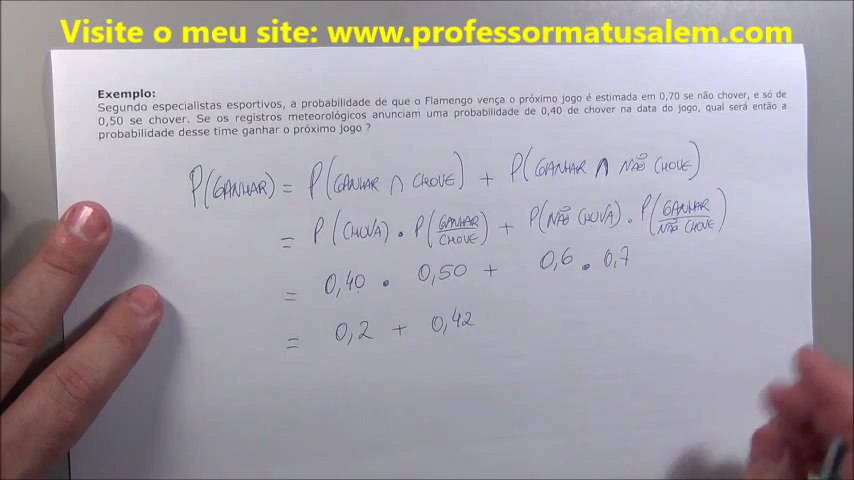 Visite o meu site: www.professormatusalem.com
Exemplo:
Segundo especialistas esportivos, a probabilidade de que o Flamengo vença o próximo jogo é estimada em 0,70 se não chover, e só de
0,50 se chover. Se os registros meteorológicos anunciam uma probabilidade de 0,40 de chover na data do jogo, qual será então a
probabilidade desse time ganhar o próximo jogo ?
P(GANHAR) = P(GANHAR ∩ CHOVE) + P(GANHAR ∩ NÃO CHOVE)
= P(CHUVA) . P(GANHAR/CHOVE) + P(NÃO CHUVA) . P(GANHAR/NÃO CHOVE)
= 0,40 . 0,50 + 0,6 . 0,7
= 0,2 + 0,42